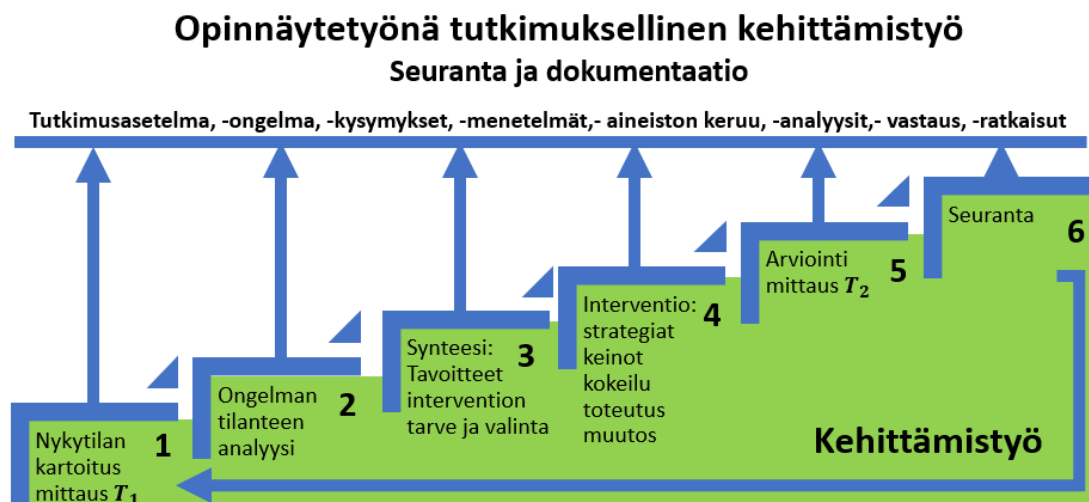 Opinnäytetyönä tutkimuksellinen kehittämistyö
Seuranta ja dokumentaatio
Tutkimusasetelma, -ongelma, -kysymykset, -menetelmät,- aineiston keruu, -analyysit,- vastaus, -ratkaisut
Nykytilan
kartoitus
mittaus T₁
1
Ongelman
tilanteen
analyysi
2
Synteesi:
Tavoitteet
intervention
tarve ja valinta
3
Interventio:
strategiat
keinot
kokeilu
toteutus
muutos
4
Arviointi
mittaus T₂
5
Seuranta
6
Kehittämistyö